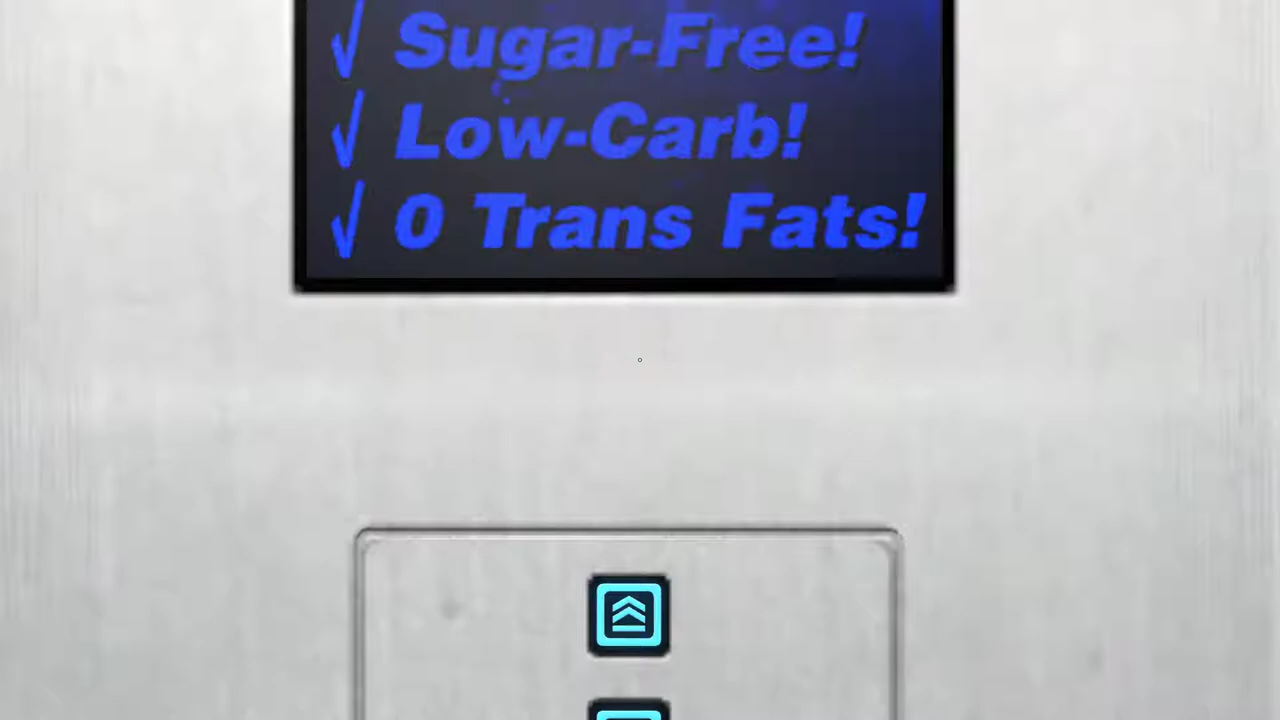 √ Sugar-Free!
√ Low-Carb!
√ 0 Trans Fats!